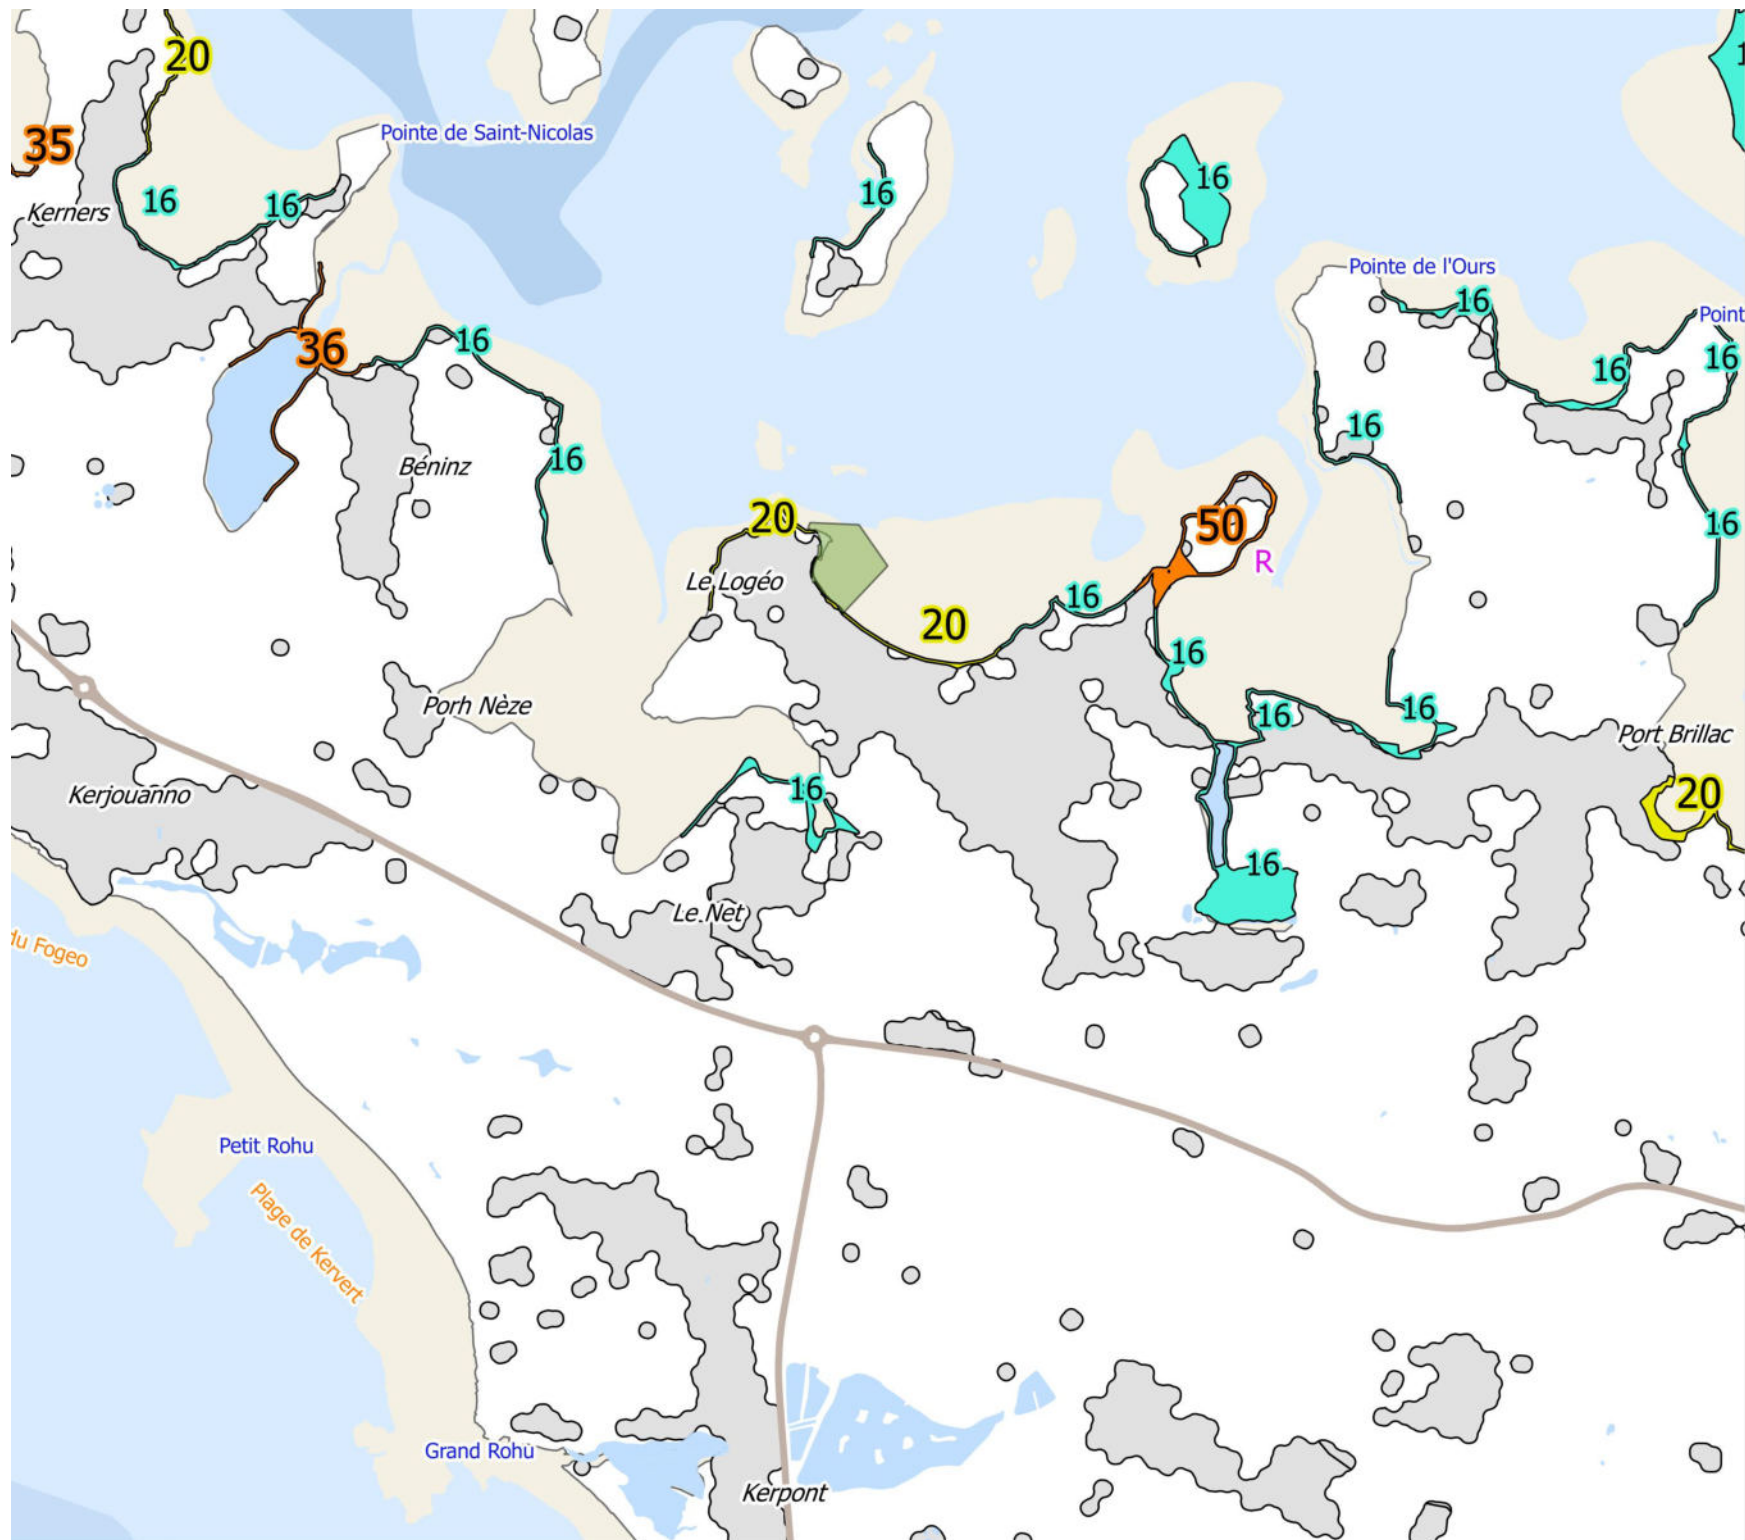 20
35
Pointe de Saint-Nicolas
16
16
Kerners
16
16
Pointe de l'Ours
16
Point
36
16
16
16
16
Béninz
16
20
50
16
R
Le Logéo
16
20
16
Porh Nèze
16
16
Port Brillac
Kerjouanno
16
20
16
Le Net
du Fogeo
Petit Rohu
Plage de Kervert
Grand Rohu
Kerpont